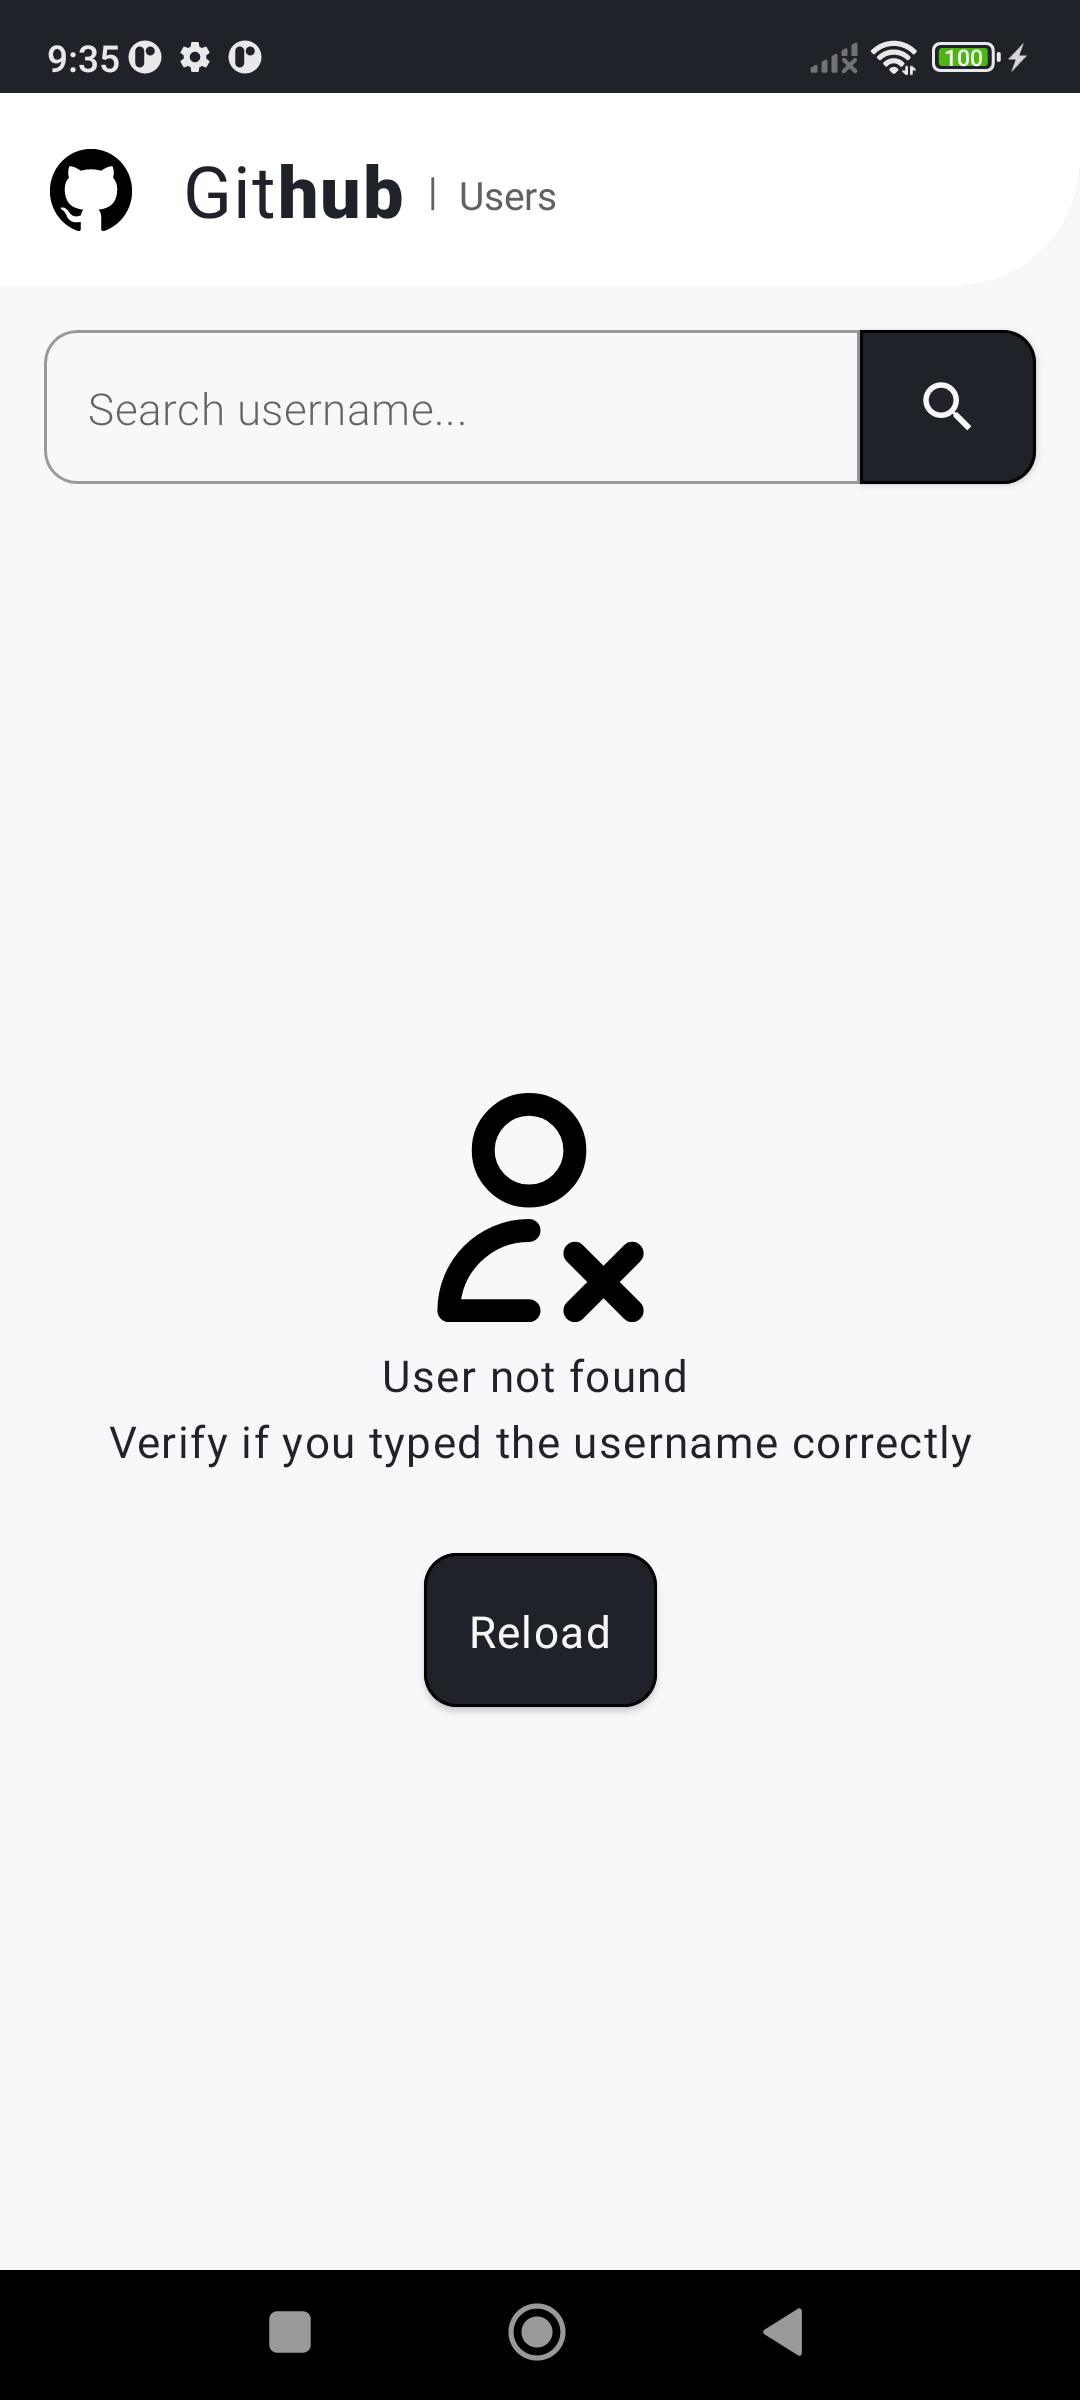 9:35
100
Github | Users
Search username...
User not found
Verify if you typed the username correctly
Reload